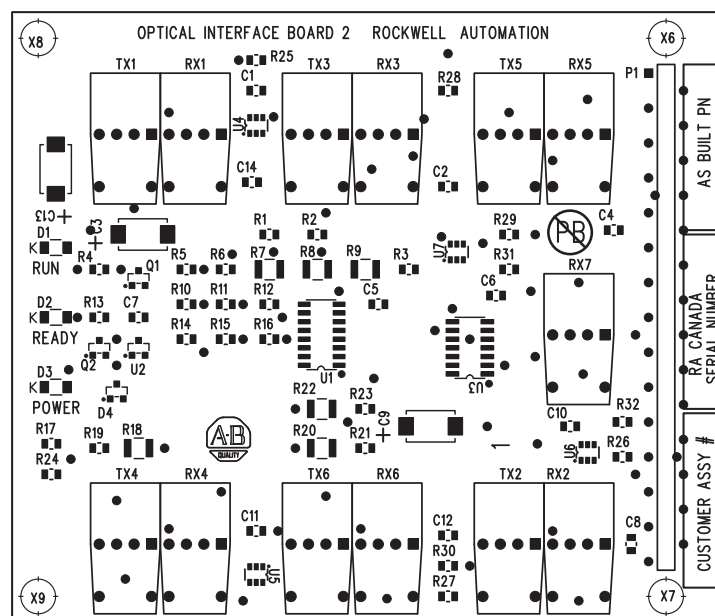 X8
OPTICAL INTERFACE BOARD 2 ROCKWELL AUTOMATION
X6
R25
TX1 RX1 C1 TX3 RX3 R28 TX5 RX5 P1
U4
AS BUILT PN
C14 C2
C13 +
+ C3
D1
K
RUN
R1 R2 R29 PB C4
U7
R4 Q1 R5 R6 R7 R8 R9 R3 R31 RX7
C6
D2
K
READY
R13 C7 R10 R11 R12 C5
RA CANADA
SERIAL NUMBER
R14 R15 R16
Q2 U2 U1 U3
D3
K
POWER
D4
R22 R23 + C9
R17 R19 R18 A-B
QUALITY
R20 R21 1 C10 R32
U6
R26
R24
CUSTOMER ASSY #
TX4 RX4 TX6 RX6 TX2 RX2
C11 C12 C8
R30
U5
R27
X9 X7